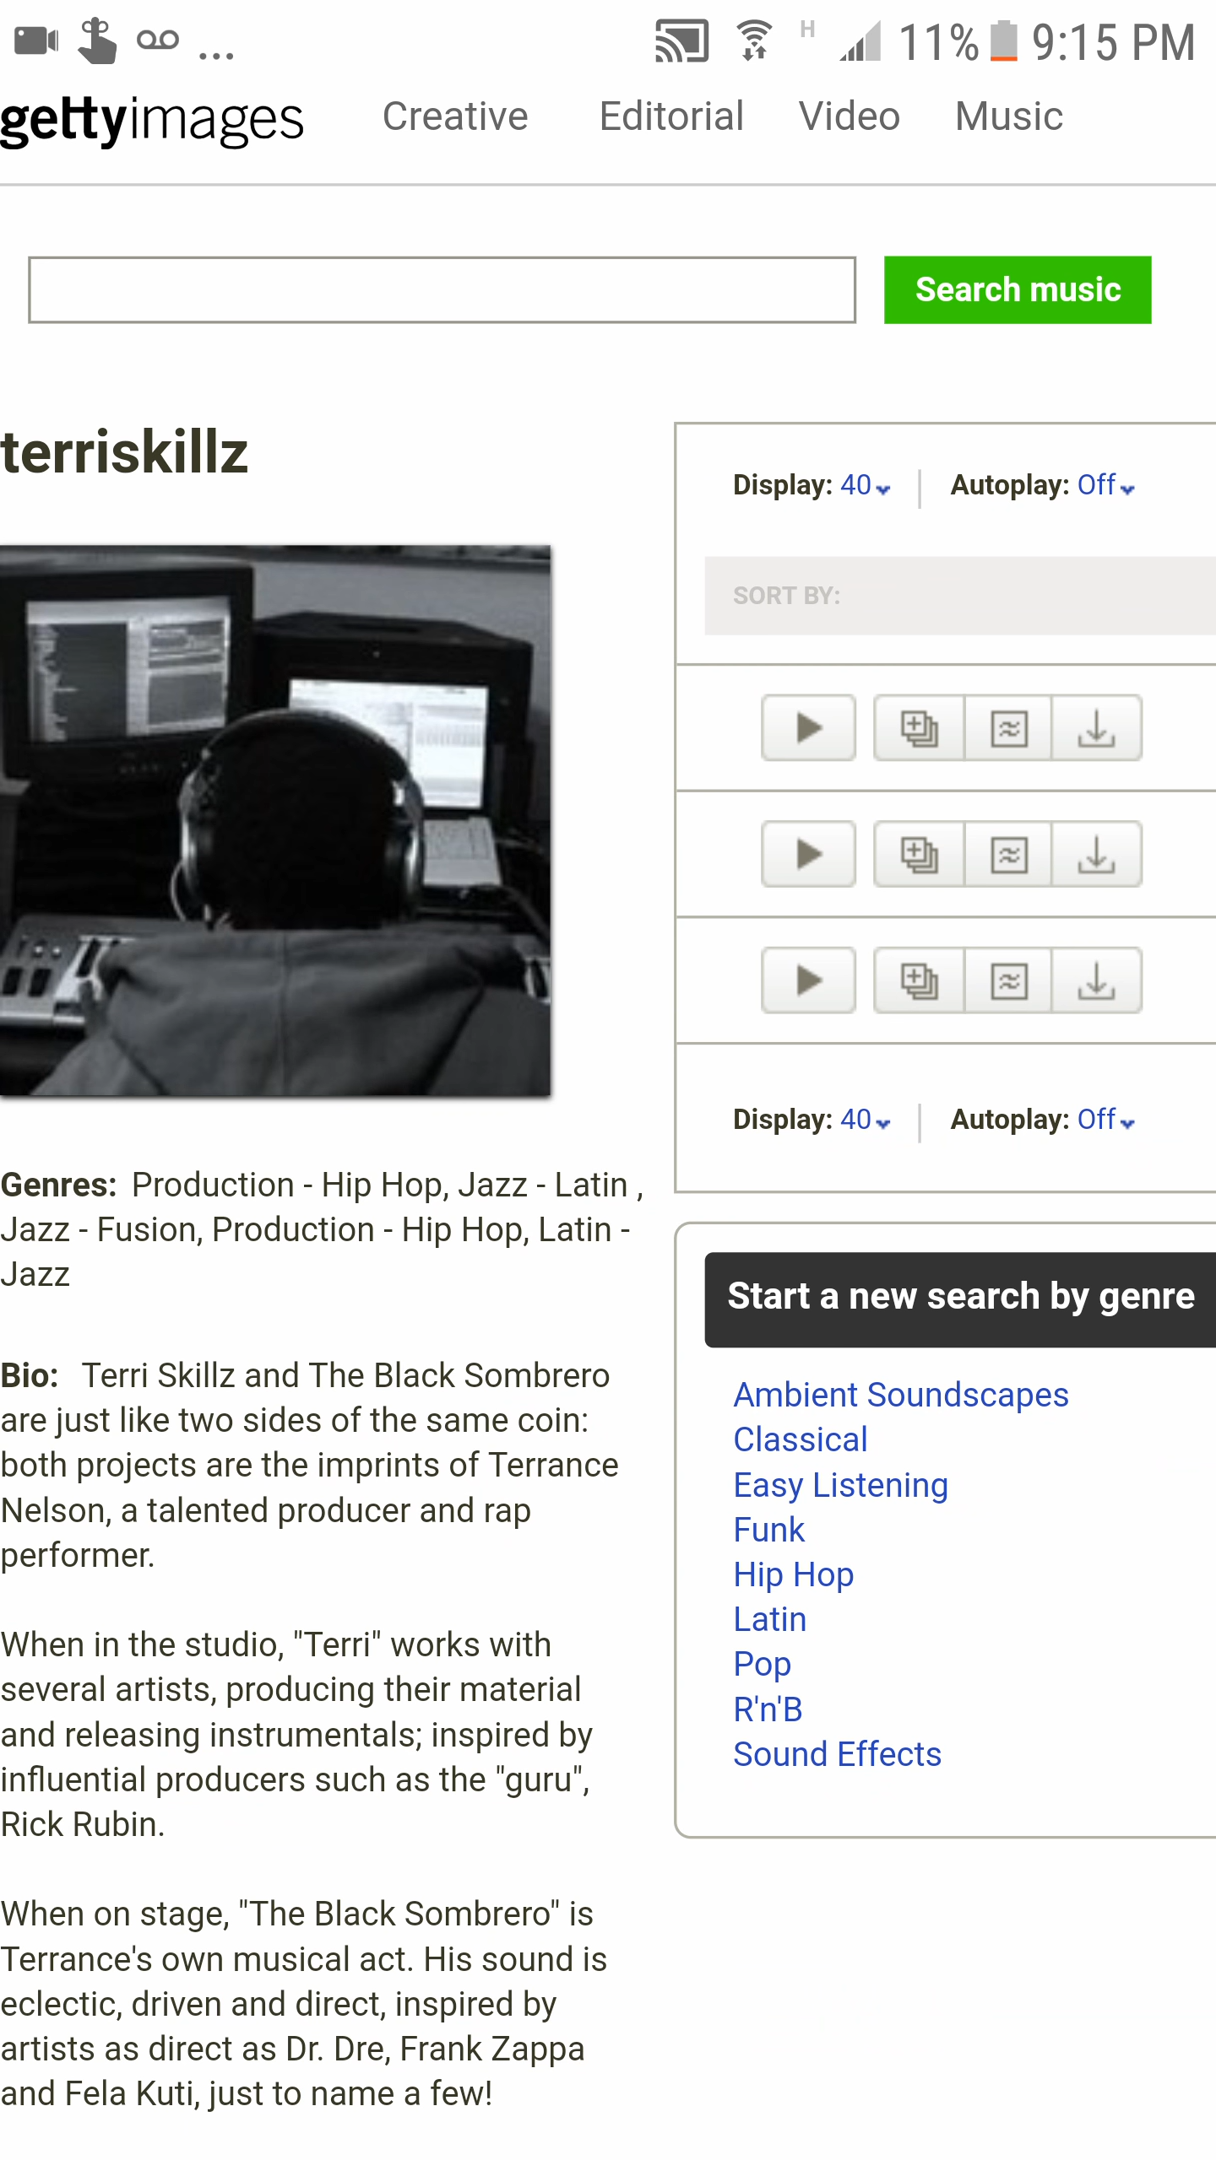 H 11% 9:15 PM
gettyimages Creative Editorial Video Music
Search music
terriskillz
Genres: Production - Hip Hop, Jazz - Latin ,
Jazz - Fusion, Production - Hip Hop, Latin -
Jazz
Bio: Terri Skillz and The Black Sombrero
are just like two sides of the same coin:
both projects are the imprints of Terrance
Nelson, a talented producer and rap
performer.
When in the studio, "Terri" works with
several artists, producing their material
and releasing instrumentals; inspired by
influential producers such as the "guru",
Rick Rubin.
When on stage, "The Black Sombrero" is
Terrance's own musical act. His sound is
eclectic, driven and direct, inspired by
artists as direct as Dr. Dre, Frank Zappa
and Fela Kuti, just to name a few!
Display: 40 Autoplay: Off
SORT BY:
Display: 40 Autoplay: Off
Start a new search by genre
Ambient Soundscapes
Classical
Easy Listening
Funk
Hip Hop
Latin
Pop
R'n'B
Sound Effects